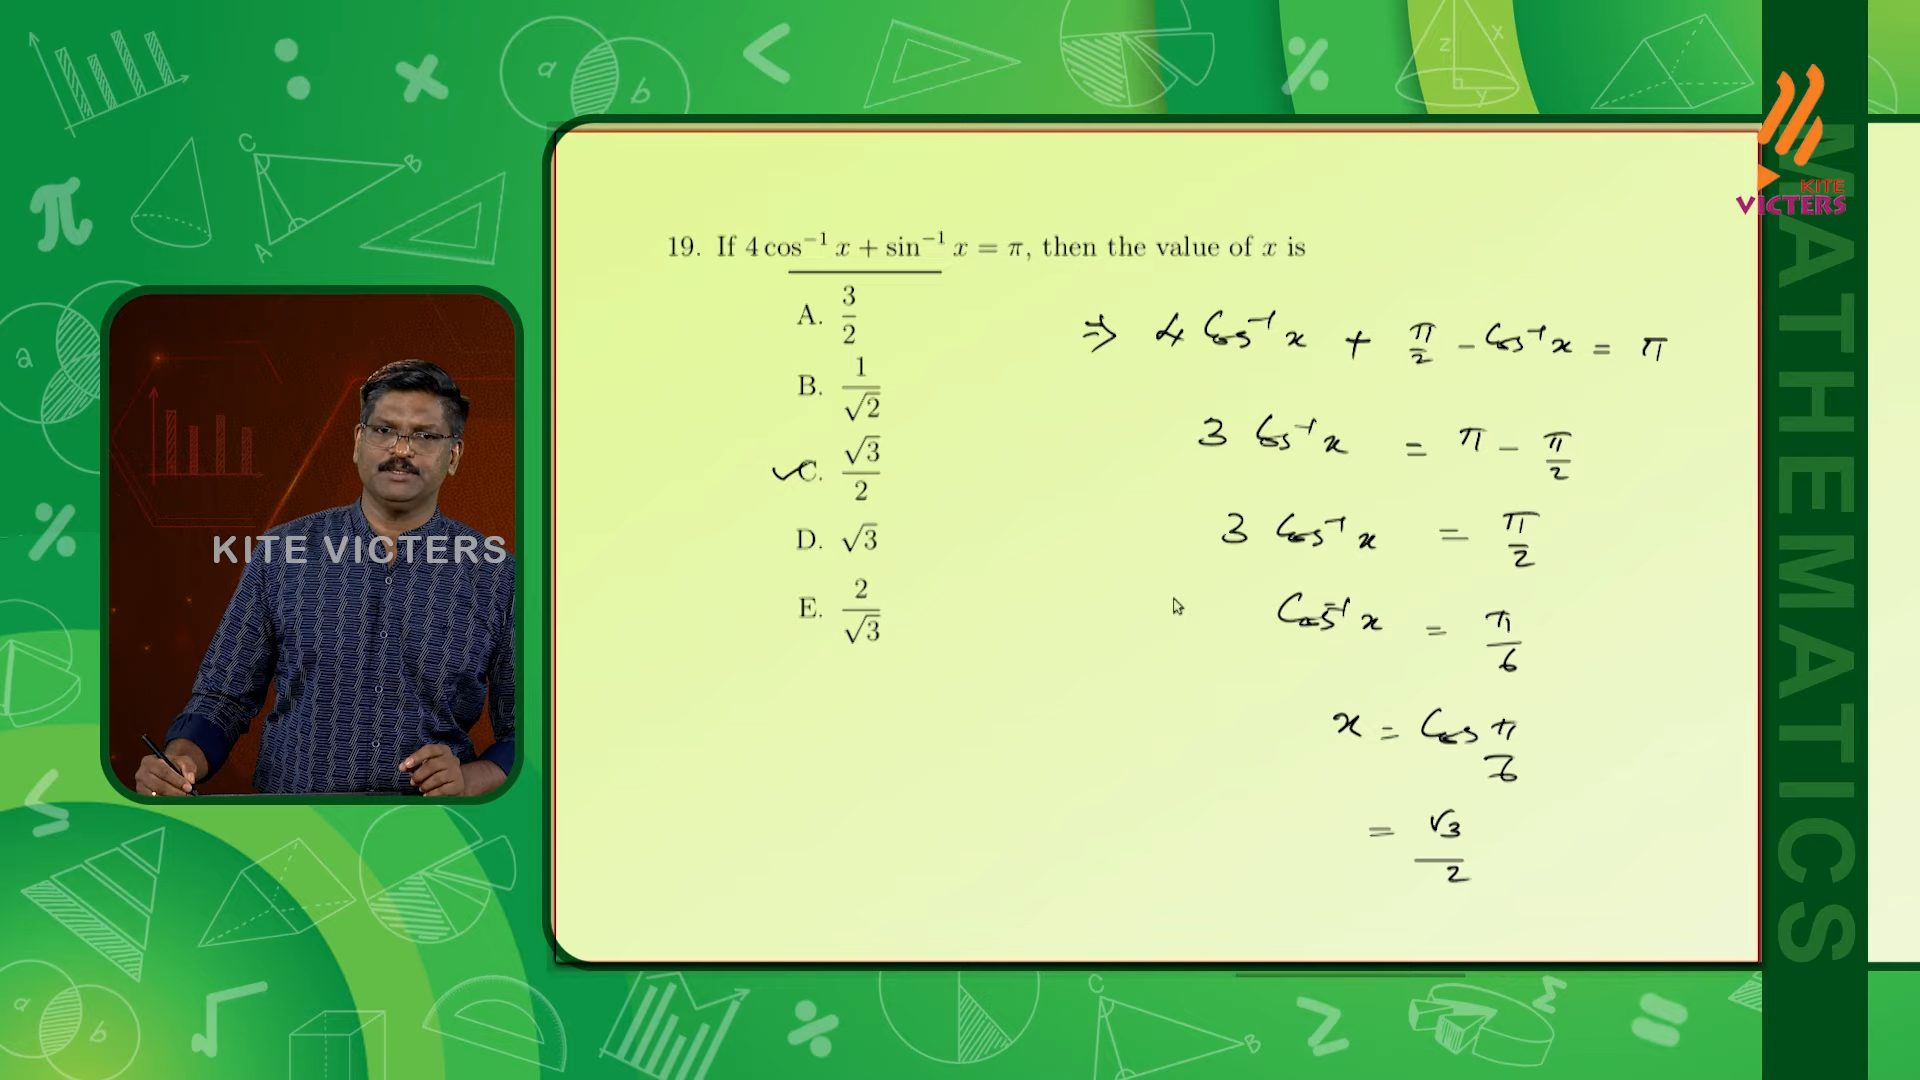 19. If 4 cos⁻¹ x + sin⁻¹ x = π, then the value of x is
A. 3/2
B. 1/√2
C. √3/2
D. √3
E. 2/√3
⇒ 4 Cos⁻¹ x + π/2 - Cos⁻¹ x = π
3 Cos⁻¹ x = π - π/2
3 Cos⁻¹ x = π/2
Cos⁻¹ x = π/6
x = Cos π/6
= √3/2
KITE VICTERS
KITE
VICTERS
MATHEMATICS
a
b
C
B
A
π
a
z
x
y
a
b
C
B